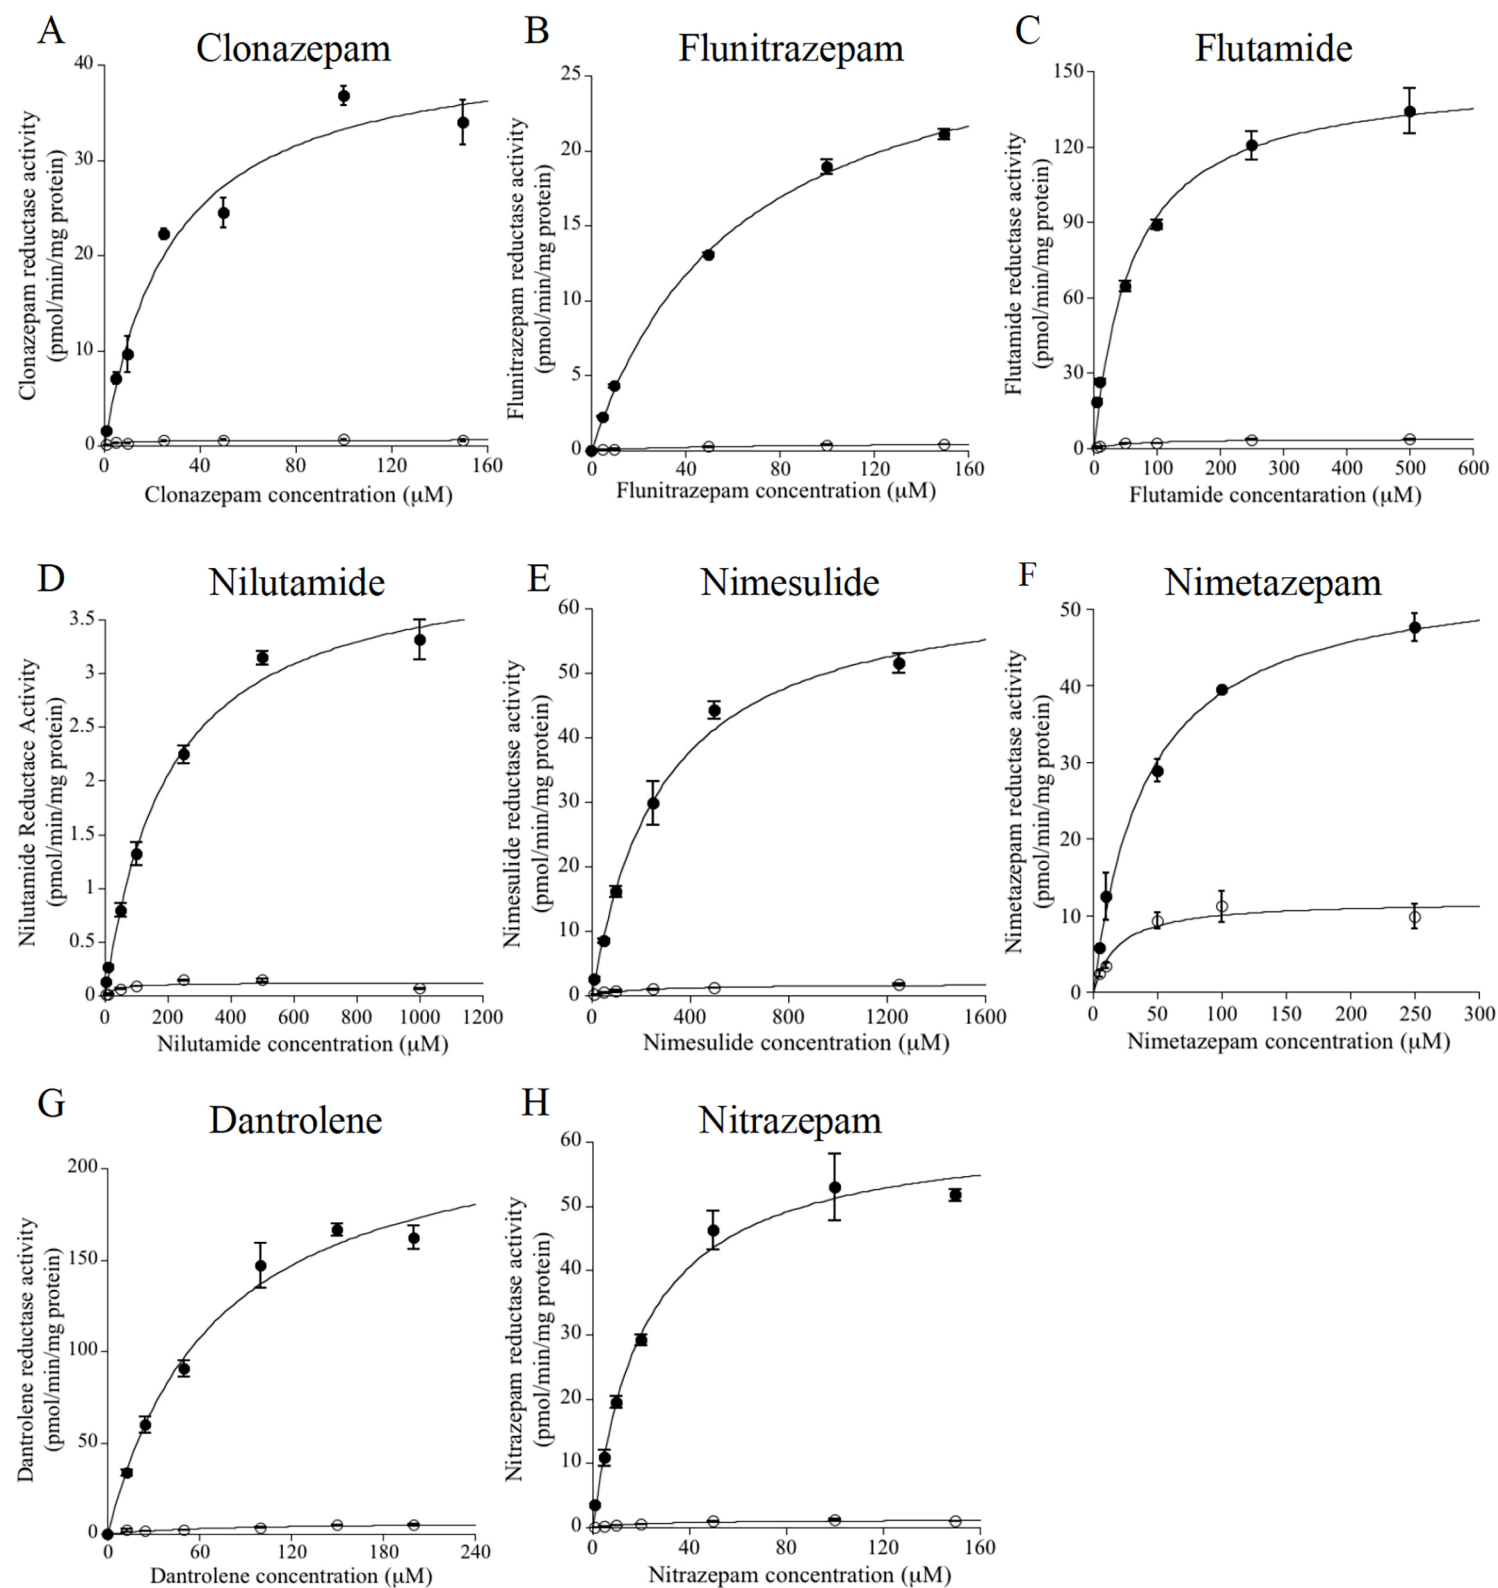 A
Clonazepam
Clonazepam reductase activity
(pmol/min/mg protein)
40
30
20
10
0
0 40 80 120 160
Clonazepam concentration (μM)
B
Flunitrazepam
Flunitrazepam reductase activity
(pmol/min/mg protein)
25
20
15
10
5
0
0 40 80 120 160
Flunitrazepam concentration (μM)
C
Flutamide
Flutamide reductase activity
(pmol/min/mg protein)
150
120
90
60
30
0
0 100 200 300 400 500 600
Flutamide concentaration (μM)
D
Nilutamide
Nilutamide Reductace Activity
(pmol/min/mg protein)
3.5
3
2.5
2
1.5
1
0.5
0
0 200 400 600 800 1000 1200
Nilutamide concentration (μM)
E
Nimesulide
Nimesulide reductase activity
(pmol/min/mg protein)
60
50
40
30
20
10
0
0 400 800 1200 1600
Nimesulide concentration (μM)
F
Nimetazepam
Nimetazepam reductase activity
(pmol/min/mg protein)
50
40
30
20
10
0
0 50 100 150 200 250 300
Nimetazepam concentration (μM)
G
Dantrolene
Dantrolene reductase activity
(pmol/min/mg protein)
200
150
100
50
0
0 60 120 180 240
Dantrolene concentration (μM)
H
Nitrazepam
Nitrazepam reductase activity
(pmol/min/mg protein)
60
50
40
30
20
10
0
0 40 80 120 160
Nitrazepam concentration (μM)